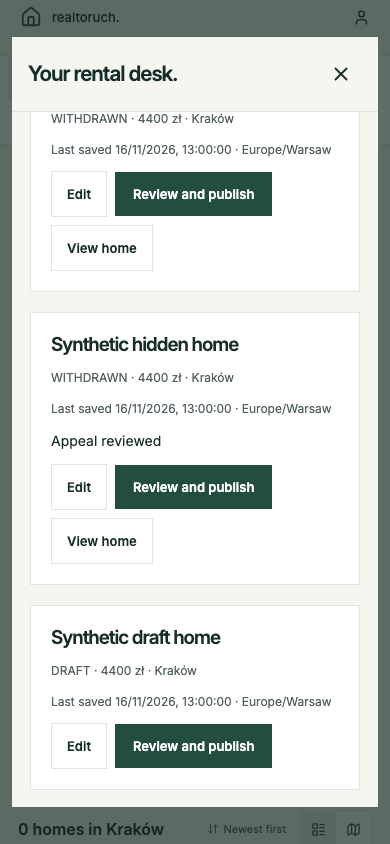 realtoruch.
Your rental desk.
WITHDRAWN · 4400 zł · Kraków
Last saved 16/11/2026, 13:00:00 · Europe/Warsaw
Edit
Review and publish
View home
Synthetic hidden home
WITHDRAWN · 4400 zł · Kraków
Last saved 16/11/2026, 13:00:00 · Europe/Warsaw
Appeal reviewed
Edit
Review and publish
View home
Synthetic draft home
DRAFT · 4400 zł · Kraków
Last saved 16/11/2026, 13:00:00 · Europe/Warsaw
Edit
Review and publish
0 homes in Kraków
Newest first